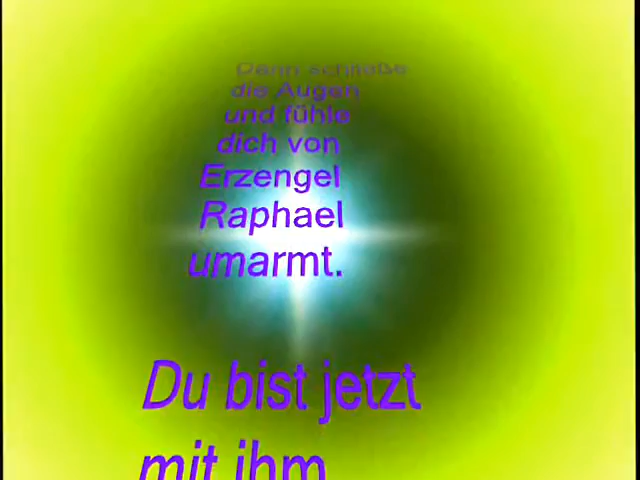 Dann schließe
die Augen
und fühle
dich von
Erzengel
Raphael
umarmt.
Du bist jetzt
mit ihm